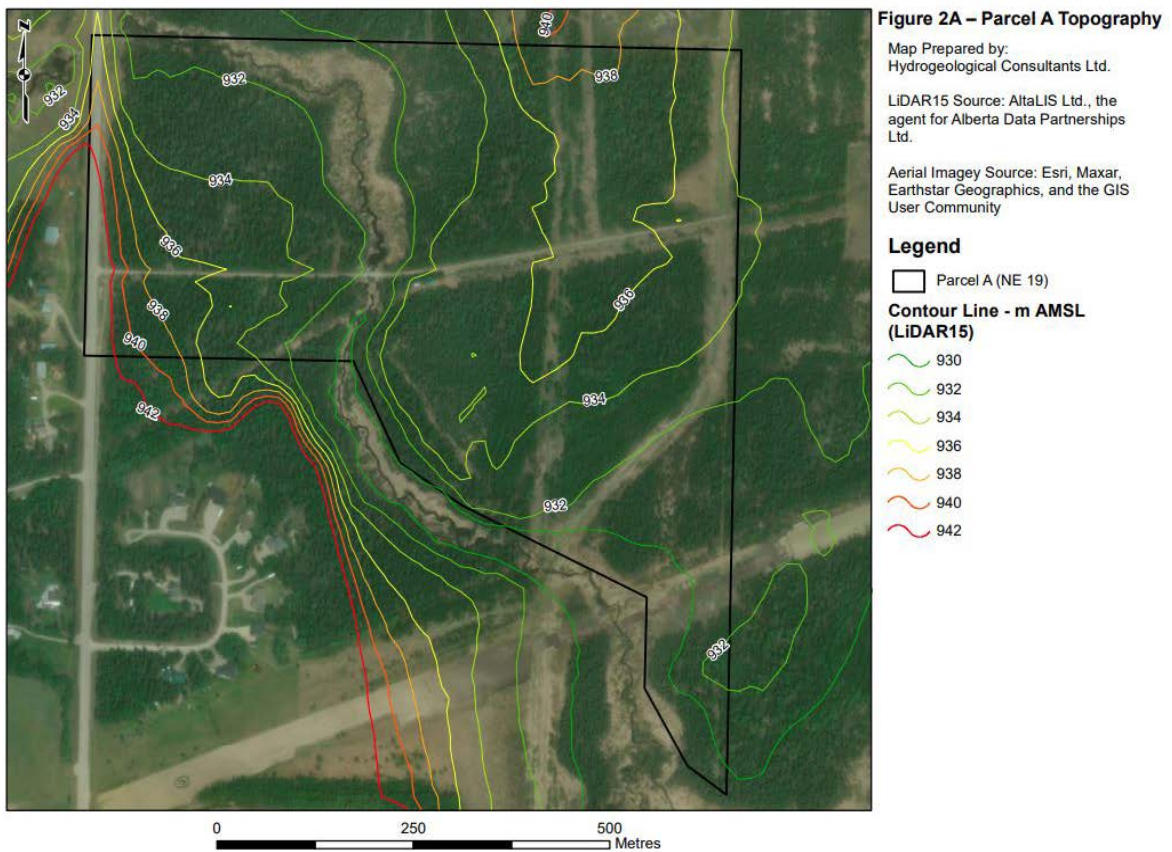 Figure 2A – Parcel A Topography
Map Prepared by:
Hydrogeological Consultants Ltd.
LiDAR15 Source: AltaLIS Ltd., the
agent for Alberta Data Partnerships
Ltd.
Aerial Imagey Source: Esri, Maxar,
Earthstar Geographics, and the GIS
User Community
Legend
Parcel A (NE 19)
Contour Line - m AMSL
(LiDAR15)
930
932
934
936
938
940
942
N
940
938
932
932
934
934
936
936
938
940
942
934
932
932
0 250 500
Metres